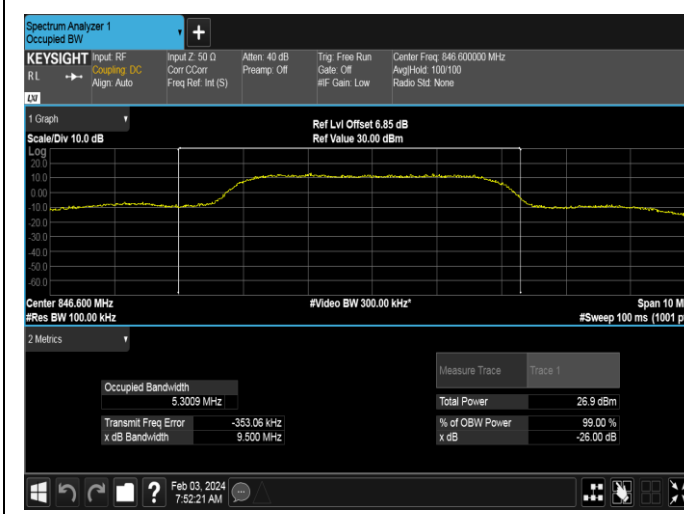 Spectrum Analyzer 1
Occupied BW
+
KEYSIGHT Input: RF Input Z: 50 Ω Atten: 40 dB Trig: Free Run Center Freq: 846.600000 MHz
RL Coupling: DC Corr CCorr Preamp: Off Gate: Off Avg|Hold: 100/100
Align: Auto Freq Ref: Int (S) #IF Gain: Low Radio Std: None
LXI
1 Graph
Ref Lvl Offset 6.85 dB
Scale/Div 10.0 dB Ref Value 30.00 dBm
Log
20.0
10.0
0.00
-10.0
-20.0
-30.0
-40.0
-50.0
-60.0
Center 846.600 MHz #Video BW 300.00 kHz* Span 10 M
#Res BW 100.00 kHz #Sweep 100 ms (1001 p
2 Metrics
Measure Trace Trace 1
Occupied Bandwidth
5.3009 MHz Total Power 26.9 dBm
Transmit Freq Error -353.06 kHz % of OBW Power 99.00 %
x dB Bandwidth 9.500 MHz x dB -26.00 dB
? Feb 03, 2024
7:52:21 AM